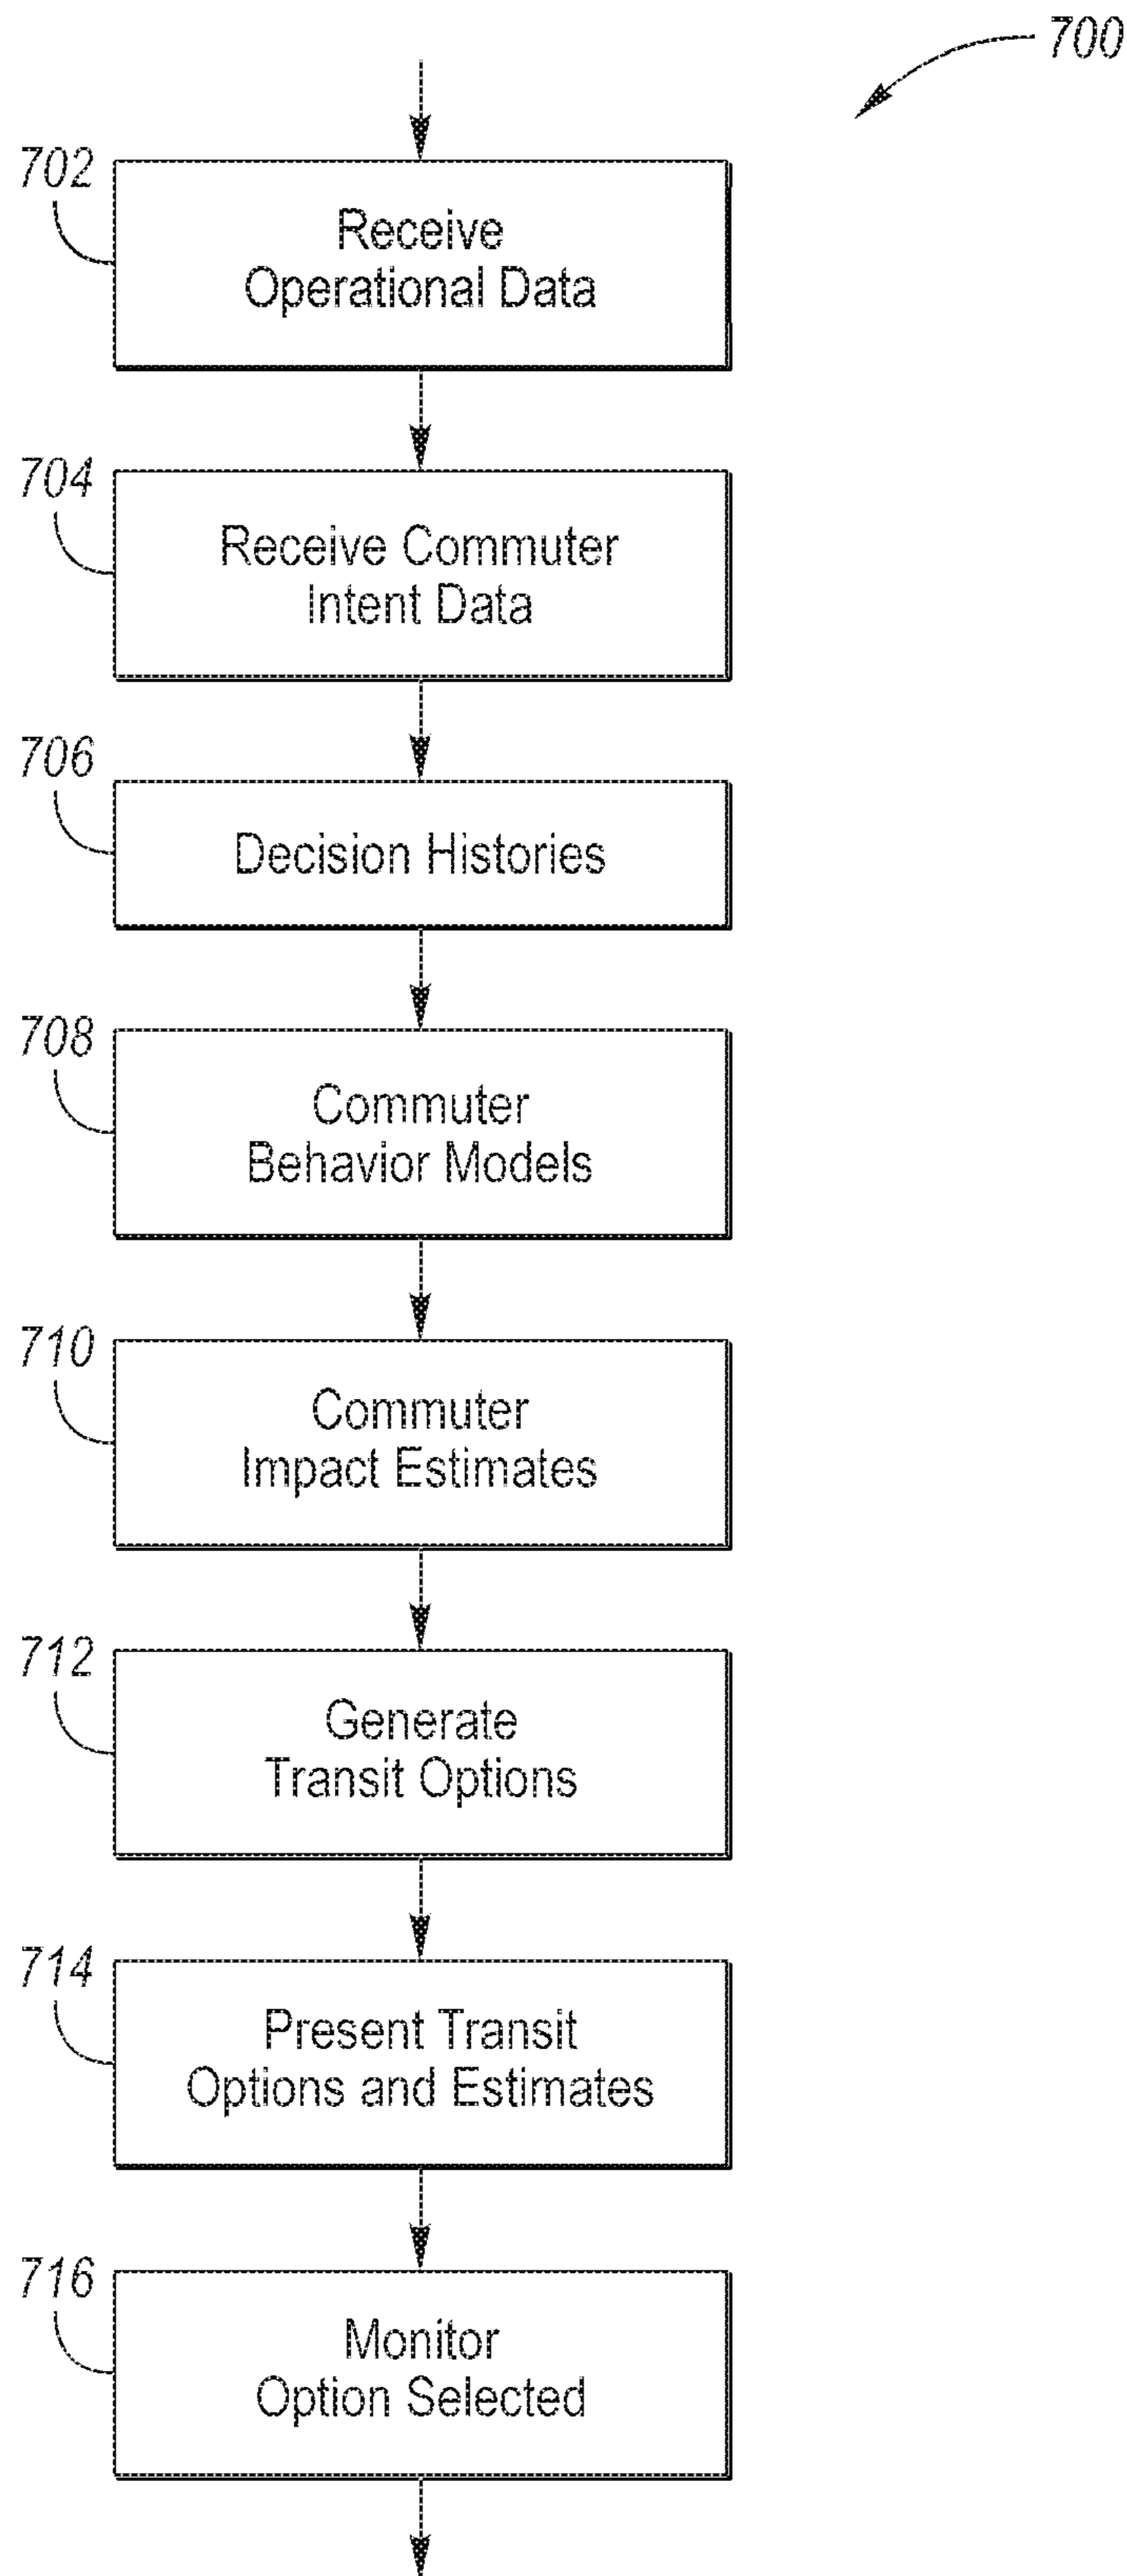 700
702
Receive
Operational Data
704
Receive Commuter
Intent Data
706
Decision Histories
708
Commuter
Behavior Models
710
Commuter
Impact Estimates
712
Generate
Transit Options
714
Present Transit
Options and Estimates
716
Monitor
Option Selected